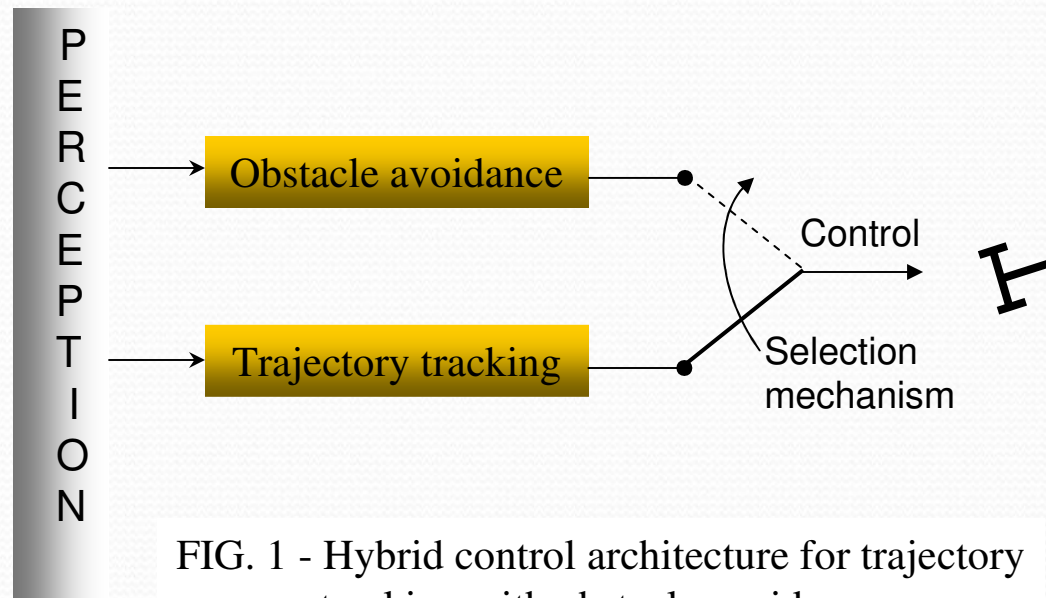 PERCEPTION
Obstacle avoidance
Control
Trajectory tracking
Selection
mechanism
FIG. 1 - Hybrid control architecture for trajectory